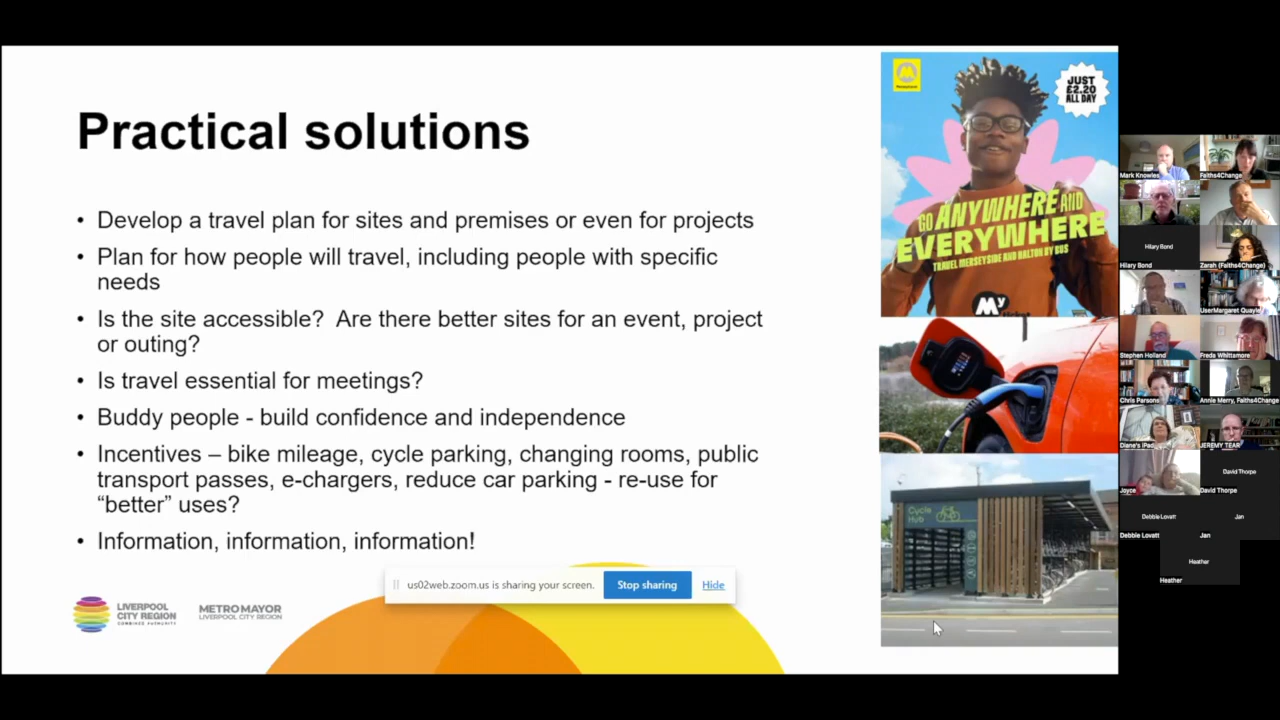 Practical solutions
• Develop a travel plan for sites and premises or even for projects
• Plan for how people will travel, including people with specific
needs
• Is the site accessible?  Are there better sites for an event, project
or outing?
• Is travel essential for meetings?
• Buddy people - build confidence and independence
• Incentives – bike mileage, cycle parking, changing rooms, public
transport passes, e-chargers, reduce car parking - re-use for
“better” uses?
• Information, information, information!
us02web.zoom.us is sharing your screen.
Stop sharing
Hide
LIVERPOOL
CITY REGION
COMBINED AUTHORITY
METRO MAYOR
LIVERPOOL CITY REGION
JUST
£2.20
ALL DAY
GO ANYWHERE AND
EVERYWHERE
TRAVEL MERSEYSIDE AND HALTON BY BUS
My
Cycle
Hub
Mark Knowles
Faiths4Change
Hilary Bond
Hilary Bond
Zarah (Faiths4Change)
UserMargaret Quayle
Stephen Holland
Freda Whittamore
Chris Parsons
Annie Merry, Faiths4Change
Diane's iPad
JEREMY TEAR
Joyce
David Thorpe
David Thorpe
Debbie Lovatt
Jan
Debbie Lovatt
Jan
Heather
Heather